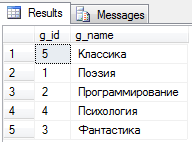 Results Messages
g_id g_name
1 5 Классика
2 1 Поэзия
3 2 Программирование
4 4 Психология
5 3 Фантастика